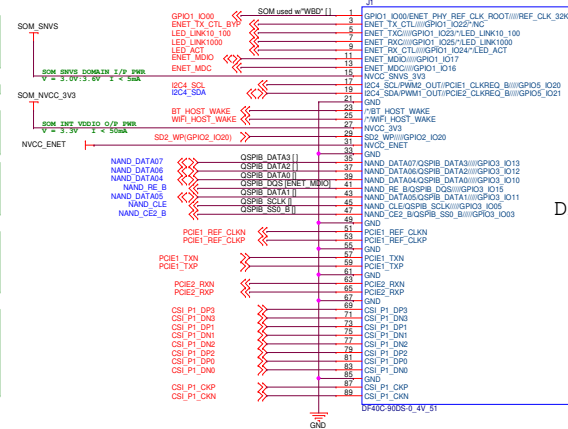 J1
GPIO1_IO00 SOM used w/"WBD" [ ] 1 GPIO1_IO00/ENET_PHY_REF_CLK_ROOT/////REF_CLK_32K
ENET_TX_CTL_BYP 3 ENET_TX_CTL////GPIO1_IO22/*/NC
SOM_SNVS LED_LINK10_100 5 ENET_TXC////GPIO1_IO23/*LED_LINK10_100
LED_LINK1000 7 ENET_RXC////GPIO1_IO25/*LED_LINK1000
LED_ACT 9 ENET_RX_CTL////GPIO1_IO24/*LED_ACT
ENET_MDIO 11 ENET_MDIO////GPIO1_IO17
ENET_MDC 13 ENET_MDC////GPIO1_IO16
SOM SNVS DOMAIN I/P PWR 15 NVCC_SNVS_3V3
V = 3.0V:3.6V I < 5mA I2C4_SCL 17 I2C4_SCL/PWM2_OUT//PCIE1_CLKREQ_B////GPIO5_IO20
SOM_NVCC_3V3 I2C4_SDA 19 I2C4_SDA/PWM1_OUT//PCIE2_CLKREQ_B////GPIO5_IO21
21 GND
BT_HOST_WAKE 23 /*/BT_HOST_WAKE
WIFI_HOST_WAKE 25 /*/WIFI_HOST_WAKE
SOM INT VDDIO O/P PWR 27 NVCC_3V3
V = 3.3V I < 50mA SD2_WP(GPIO2_IO20) 29 SD2_WP////GPIO2_IO20
NVCC_ENET 31 NVCC_ENET
33 GND
NAND_DATA07 QSPIB_DATA3 [ ] 35 NAND_DATA07/QSPIB_DATA3////GPIO3_IO13
NAND_DATA06 QSPIB_DATA2 [ ] 37 NAND_DATA06/QSPIB_DATA2////GPIO3_IO12
NAND_DATA04 QSPIB_DATA0[ ] 39 NAND_DATA04/QSPIB_DATA0////GPIO3_IO10
NAND_RE_B QSPIB_DQS [ENET_MDIO] 41 NAND_RE_B/QSPIB_DQS////GPIO3_IO15
NAND_DATA05 QSPIB_DATA1 [ ] 43 NAND_DATA05/QSPIB_DATA1////GPIO3_IO11
NAND_CLE QSPIB_SCLK [ ] 45 NAND_CLE/QSPIB_SCLK////GPIO3_IO05
NAND_CE2_B QSPIB_SS0_B [ ] 47 NAND_CE2_B/QSPIB_SS0_B////GPIO3_IO03
D
49 GND
PCIE1_REF_CLKN 51 PCIE1_REF_CLKN
PCIE1_REF_CLKP 53 PCIE1_REF_CLKP
55 GND
PCIE1_TXN 57 PCIE1_TXN
PCIE1_TXP 59 PCIE1_TXP
61 GND
PCIE2_RXN 63 PCIE2_RXN
PCIE2_RXP 65 PCIE2_RXP
67 GND
CSI_P1_DP3 69 CSI_P1_DP3
CSI_P1_DN3 71 CSI_P1_DN3
CSI_P1_DP1 73 CSI_P1_DP1
CSI_P1_DN1 75 CSI_P1_DN1
CSI_P1_DN2 77 CSI_P1_DN2
CSI_P1_DP2 79 CSI_P1_DP2
CSI_P1_DP0 81 CSI_P1_DP0
CSI_P1_DN0 83 CSI_P1_DN0
85 GND
CSI_P1_CKP 87 CSI_P1_CKP
CSI_P1_CKN 89 CSI_P1_CKN
DF40C-90DS-0_4V_51
GND